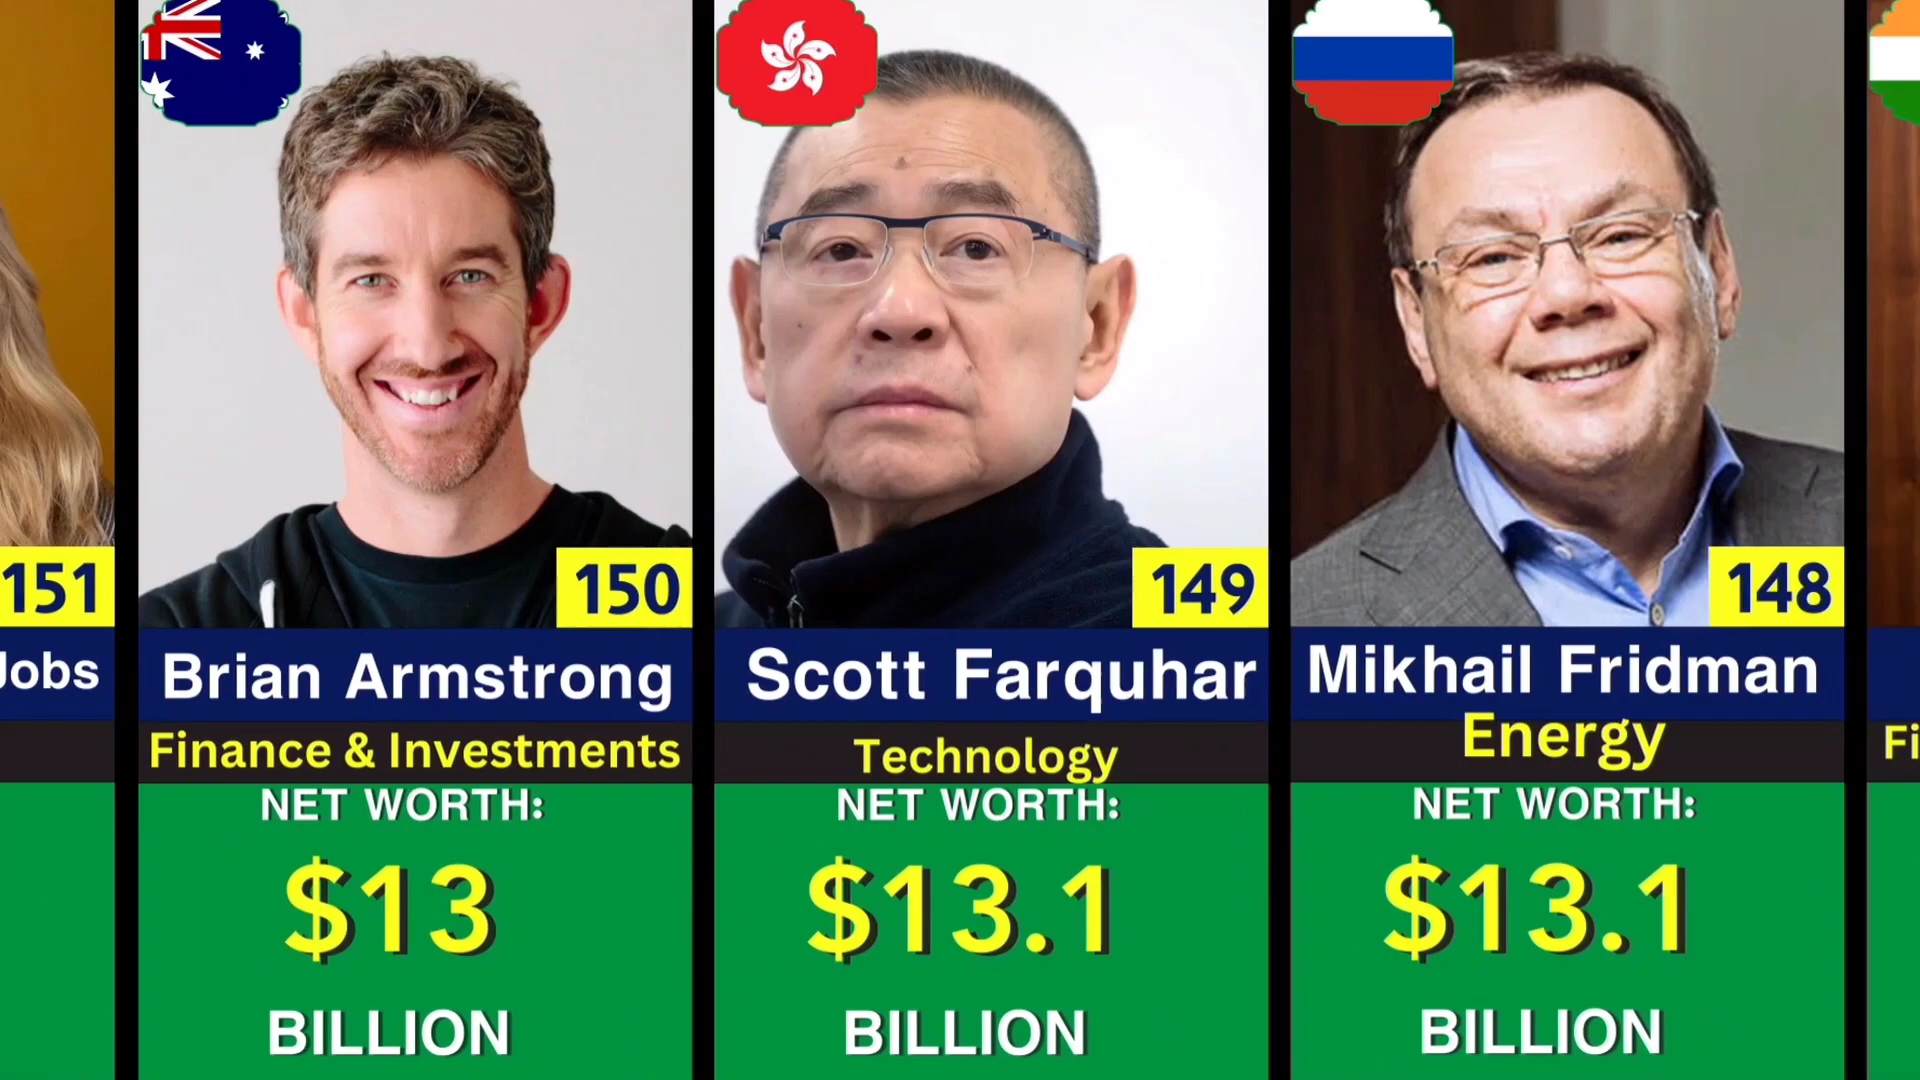 151
Jobs
150
Brian Armstrong
Finance & Investments
NET WORTH:
$13
BILLION
149
Scott Farquhar
Technology
NET WORTH:
$13.1
BILLION
148
Mikhail Fridman
Energy
NET WORTH:
$13.1
BILLION
Fi